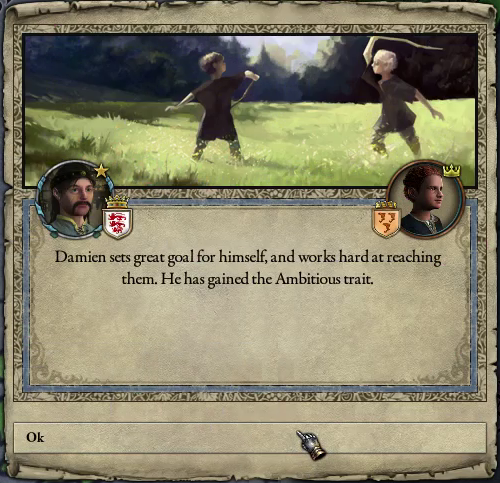 Damien sets great goal for himself, and works hard at reaching
them. He has gained the Ambitious trait.
Ok